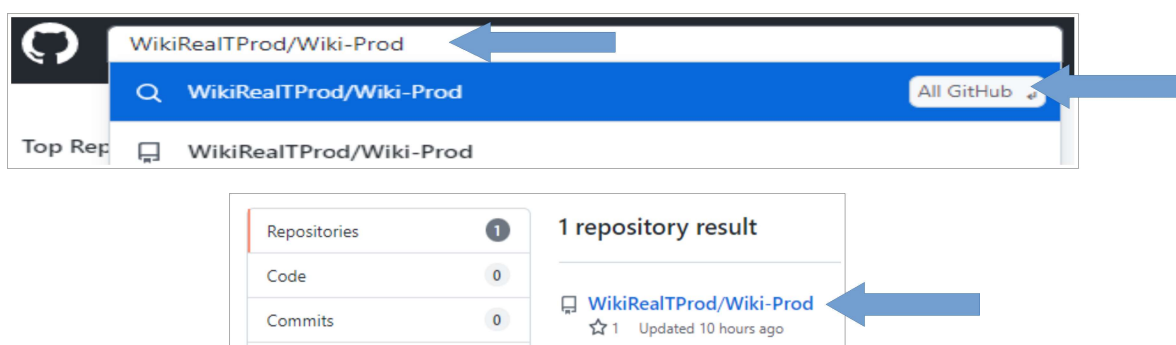 WikiRealTProd/Wiki-Prod
WikiRealTProd/Wiki-Prod All GitHub
Top Rep WikiRealTProd/Wiki-Prod
Repositories 1
1 repository result
Code 0
WikiRealTProd/Wiki-Prod
Commits 0
1 Updated 10 hours ago